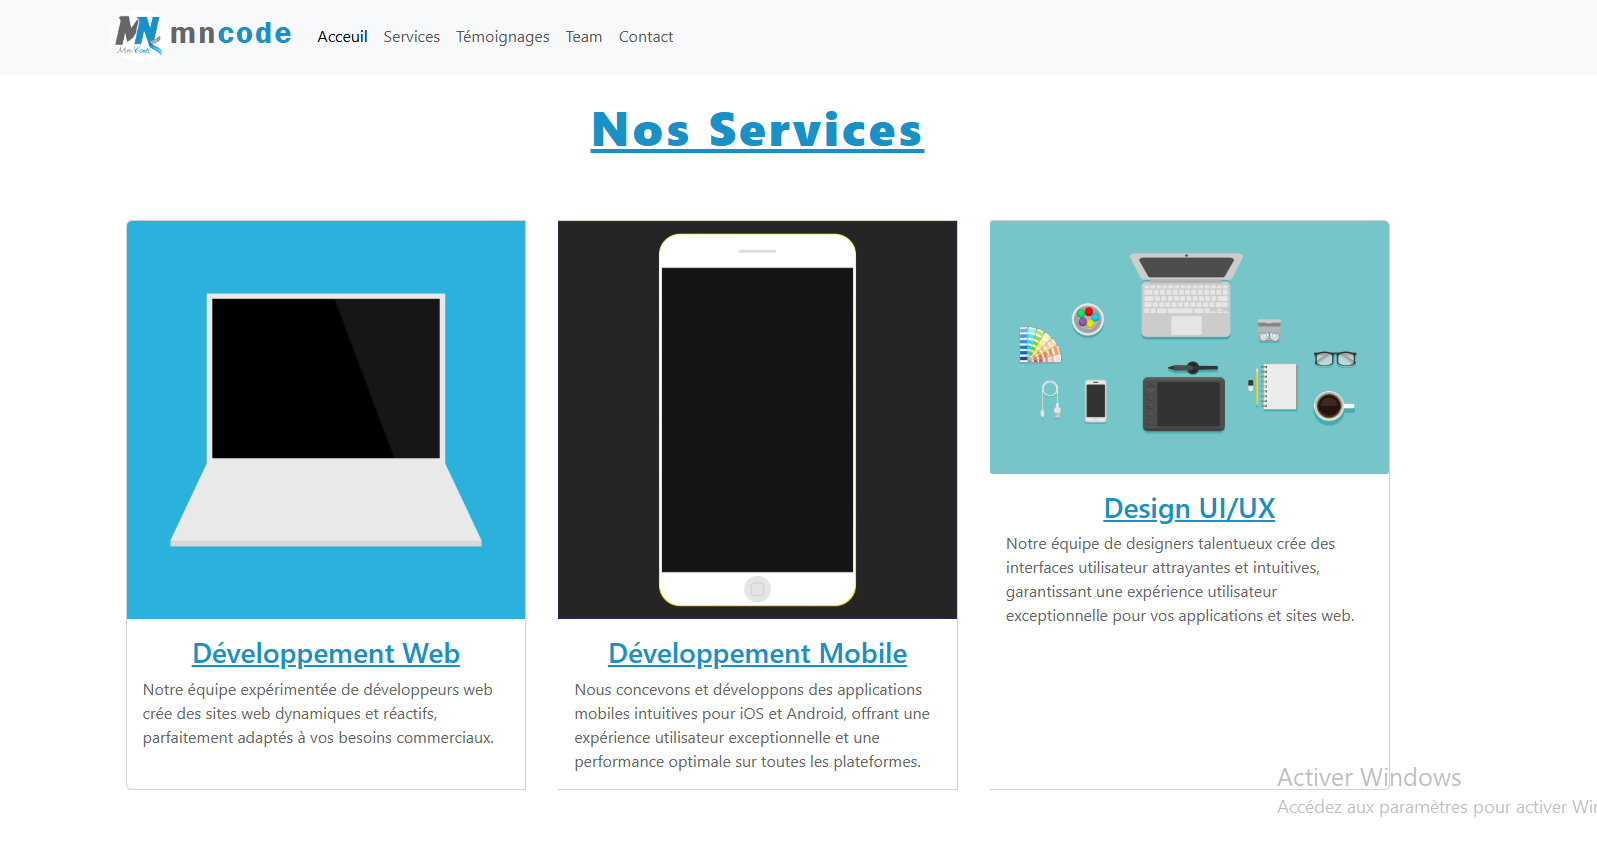 MN
Mn Code
mncode
Acceuil Services Témoignages Team Contact
Nos Services
Développement Web
Notre équipe expérimentée de développeurs web
crée des sites web dynamiques et réactifs,
parfaitement adaptés à vos besoins commerciaux.
Développement Mobile
Nous concevons et développons des applications
mobiles intuitives pour iOS et Android, offrant une
expérience utilisateur exceptionnelle et une
performance optimale sur toutes les plateformes.
Design UI/UX
Notre équipe de designers talentueux crée des
interfaces utilisateur attrayantes et intuitives,
garantissant une expérience utilisateur
exceptionnelle pour vos applications et sites web.
Activer Windows
Accédez aux paramètres pour activer Win